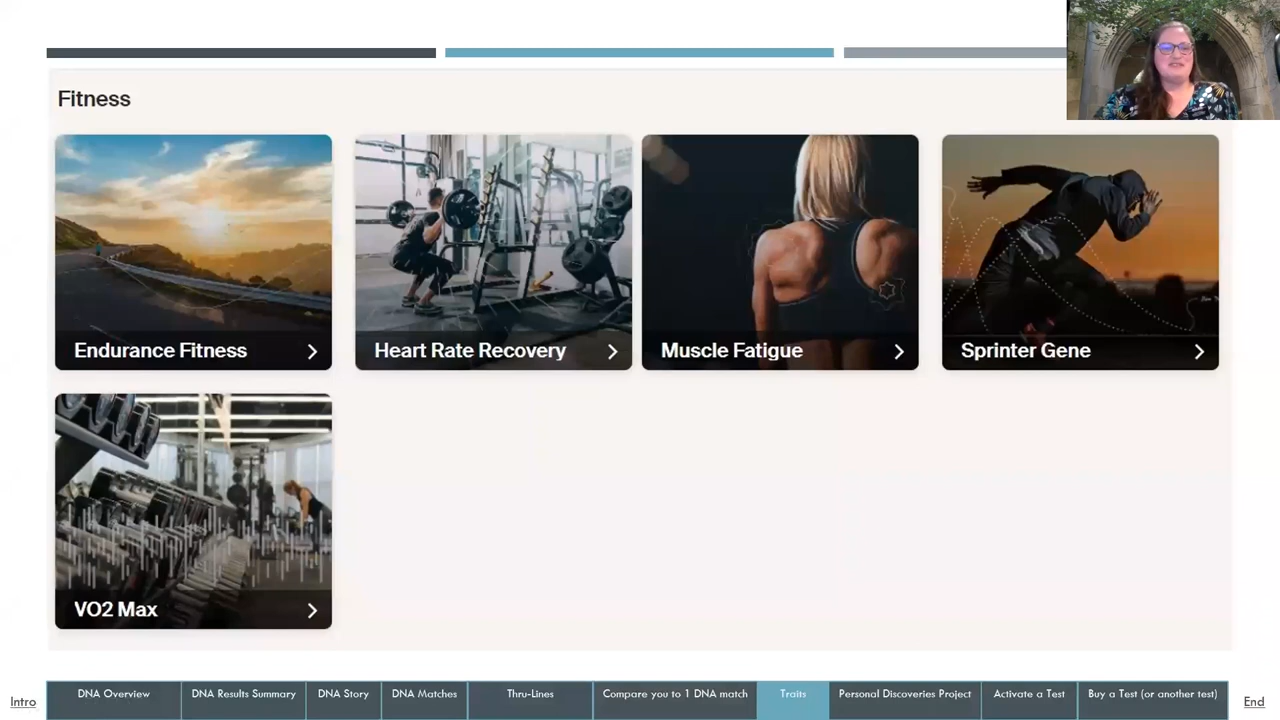 Fitness
Endurance Fitness
Heart Rate Recovery
Muscle Fatigue
Sprinter Gene
VO2 Max
Intro
DNA Overview
DNA Results Summary
DNA Story
DNA Matches
Thru-Lines
Compare you to 1 DNA match
Traits
Personal Discoveries Project
Activate a Test
Buy a Test (or another test)
End